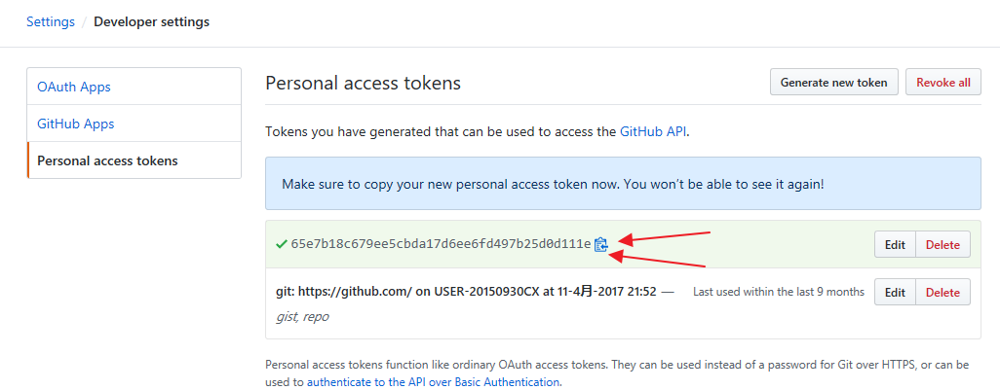 Settings / Developer settings
OAuth Apps
GitHub Apps
Personal access tokens
Personal access tokens
Generate new token
Revoke all
Tokens you have generated that can be used to access the GitHub API.
Make sure to copy your new personal access token now. You won't be able to see it again!
65e7b18c679ee5cbda17d6ee6fd497b25d0d111e
Edit
Delete
git: https://github.com/ on USER-20150930CX at 11-4月-2017 21:52 —
Last used within the last 9 months
Edit
Delete
gist, repo
Personal access tokens function like ordinary OAuth access tokens. They can be used instead of a password for Git over HTTPS, or can be
used to authenticate to the API over Basic Authentication.